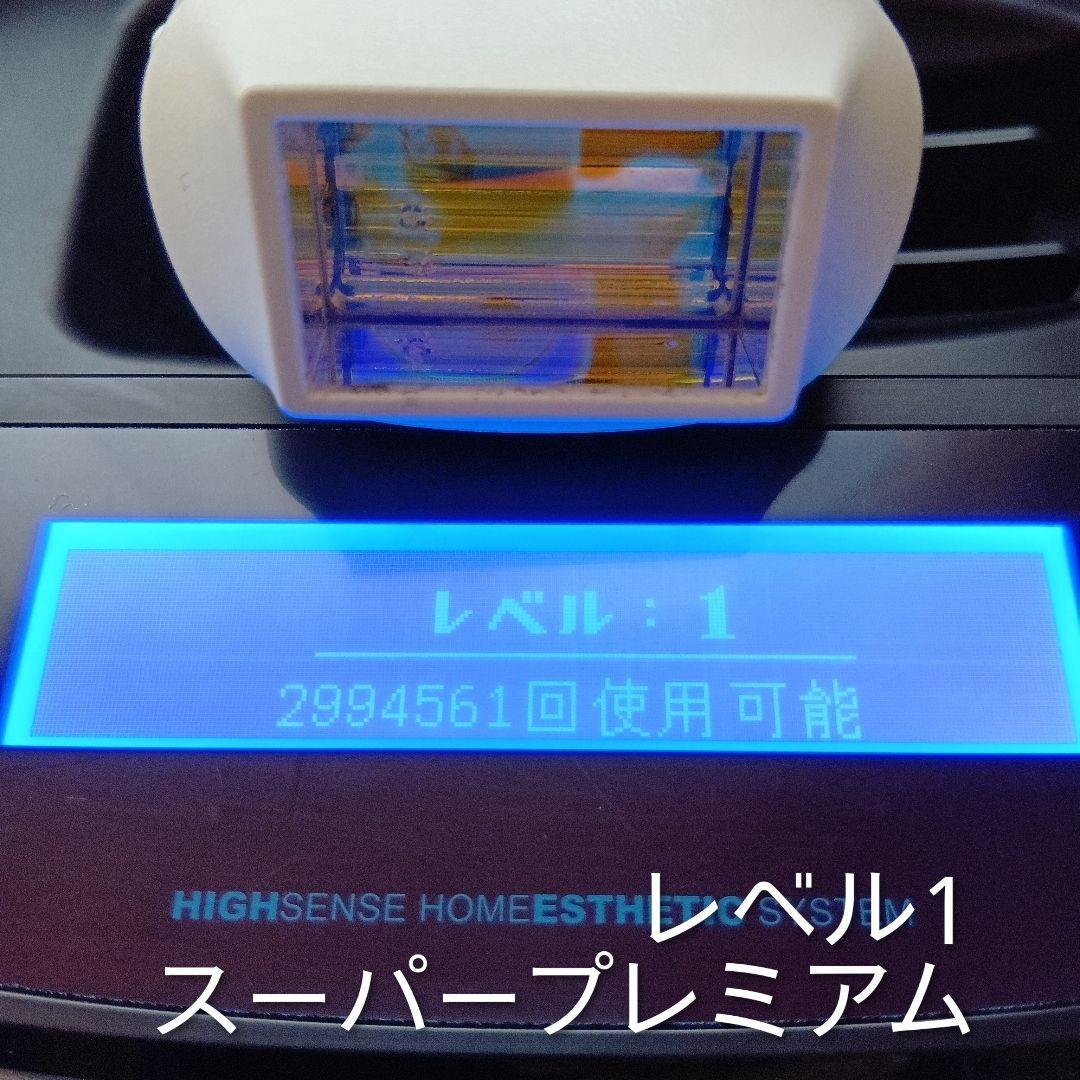 レベル：1
2994561回使用可能
HIGHSENSE HOMEESTHETIC SYSTEM
レベル1
スーパープレミアム